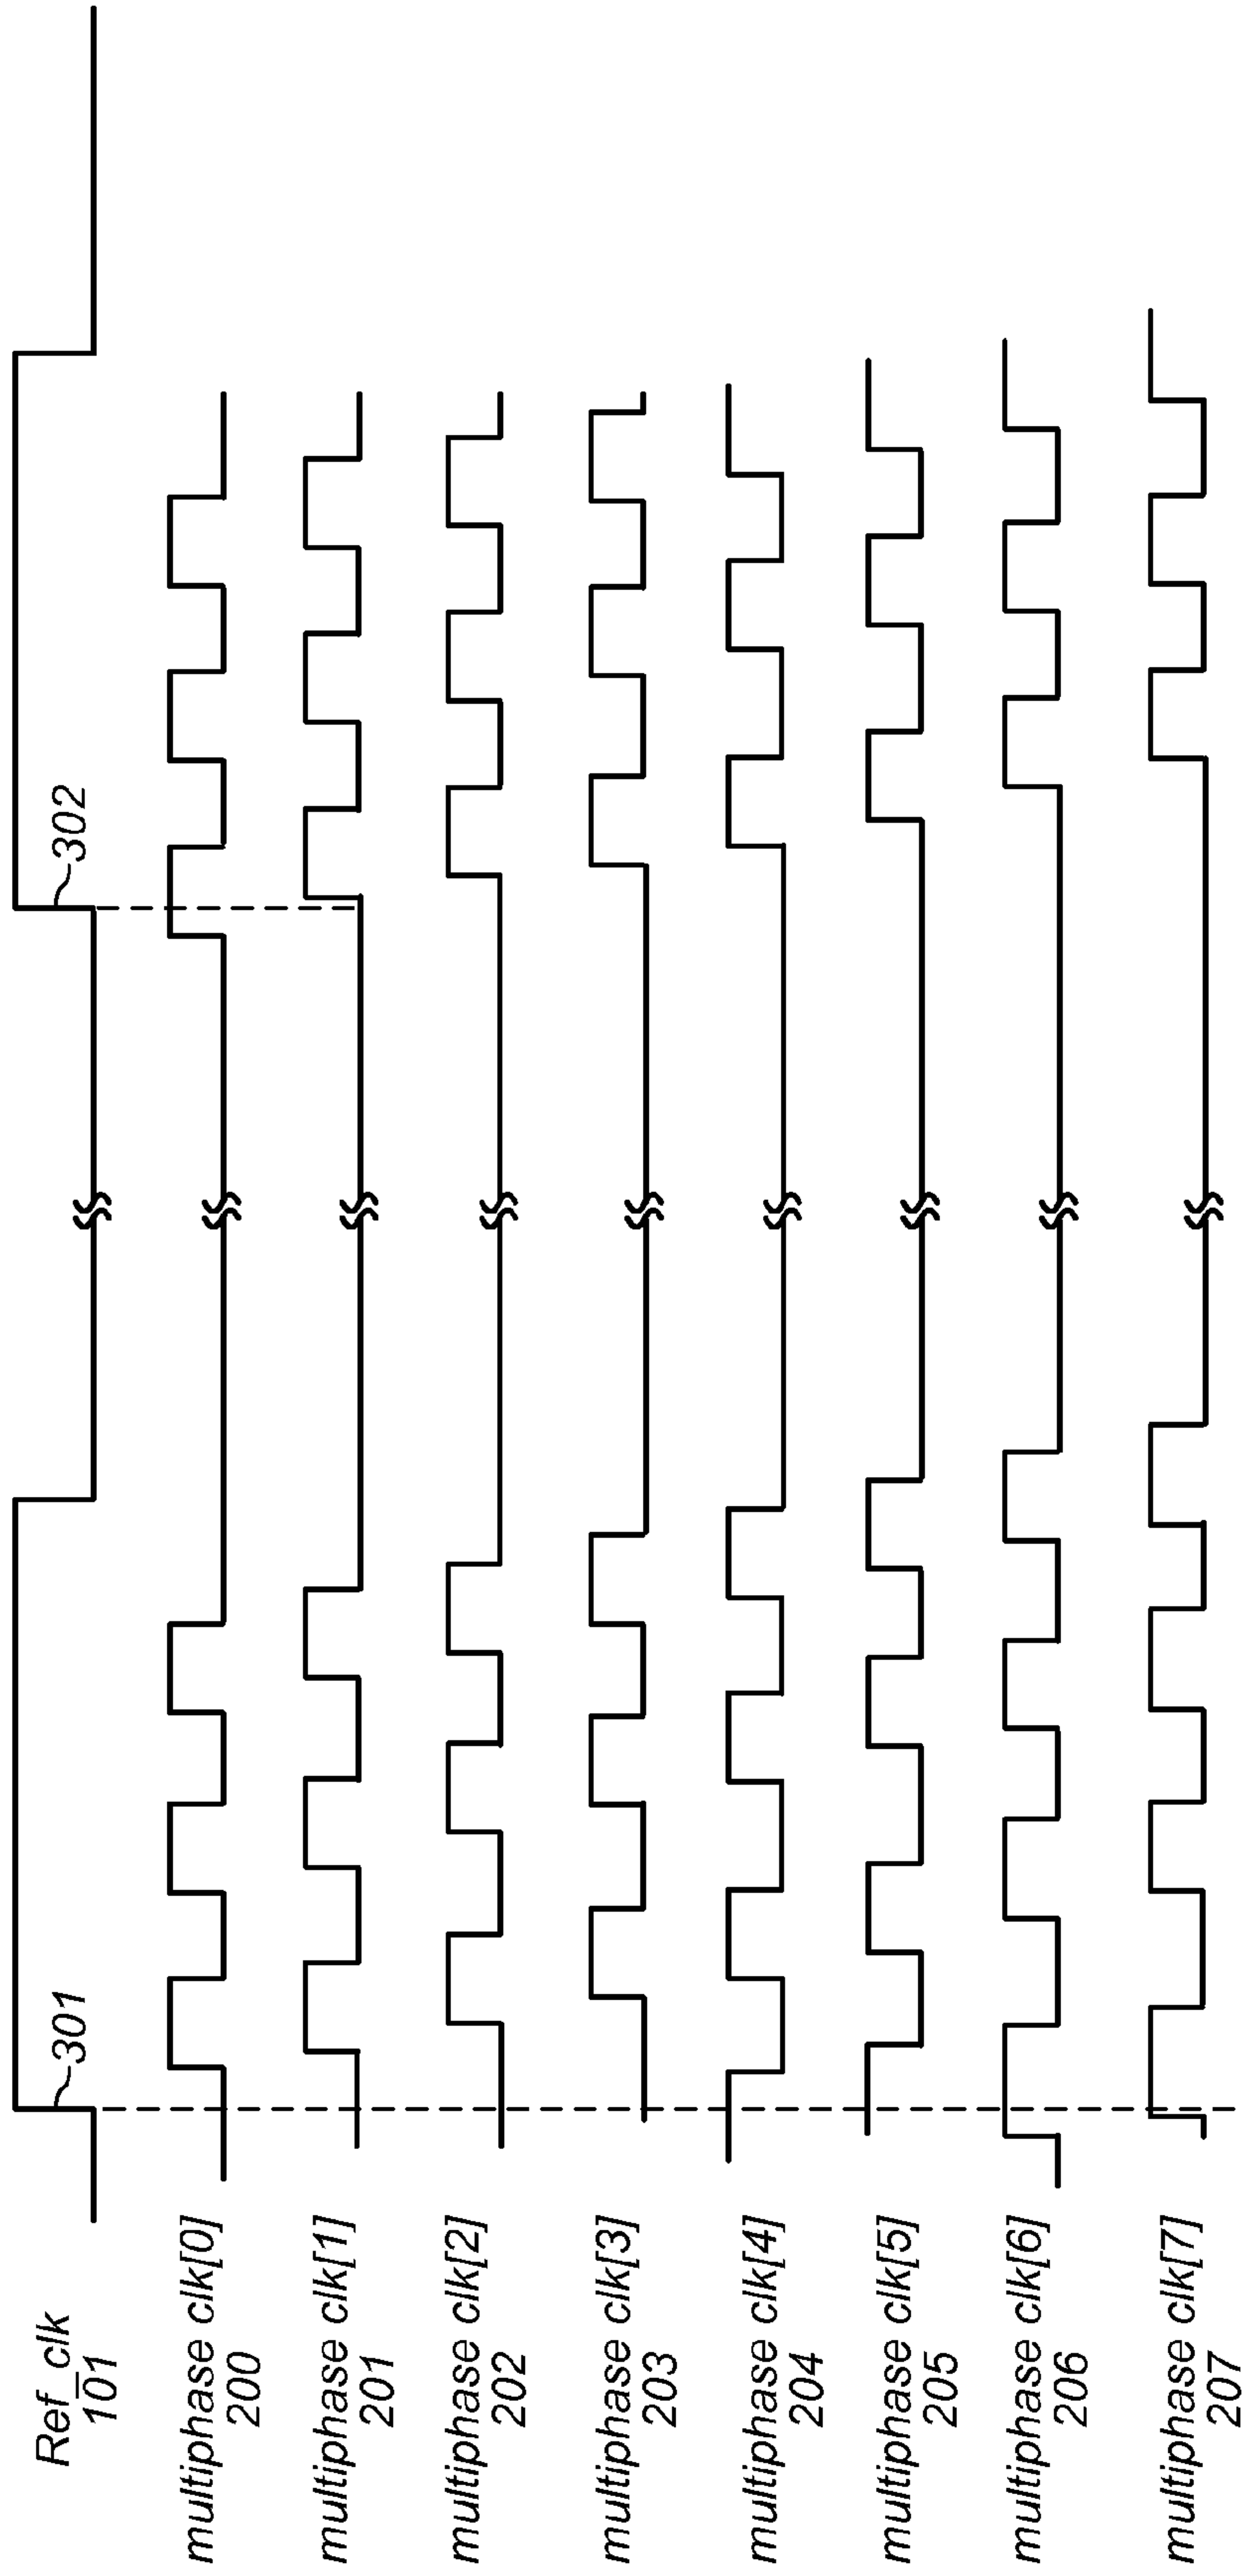 Ref_clk
101
301
302
multiphase clk[0]
200
multiphase clk[1]
201
multiphase clk[2]
202
multiphase clk[3]
203
multiphase clk[4]
204
multiphase clk[5]
205
multiphase clk[6]
206
multiphase clk[7]
207